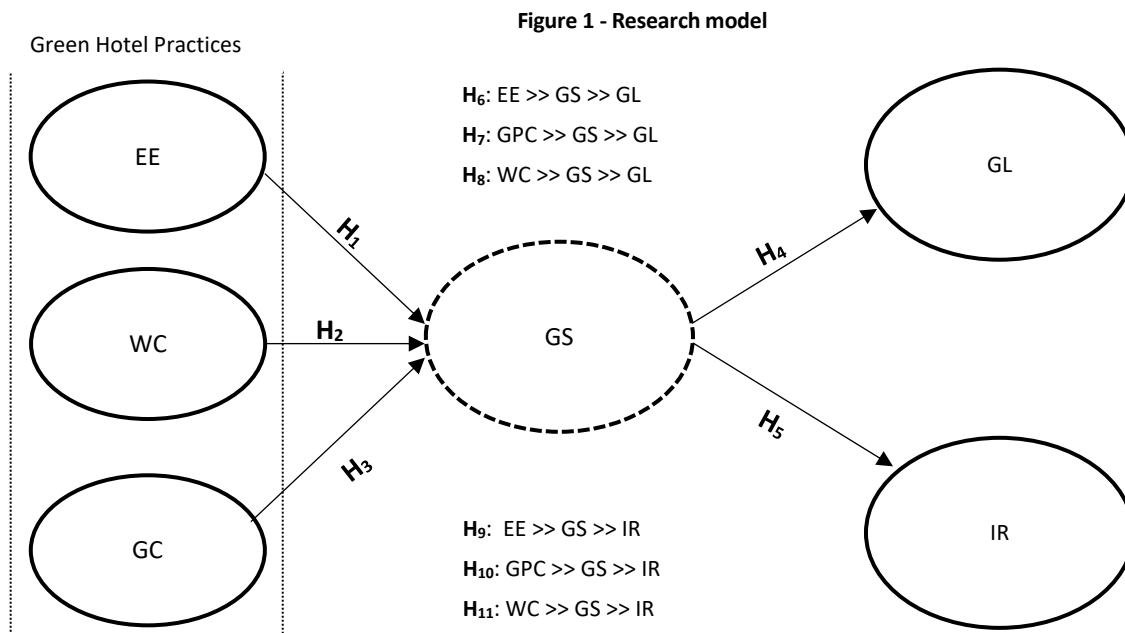 Figure 1 - Research model
Green Hotel Practices
H₆: EE >> GS >> GL
H₇: GPC >> GS >> GL
H₈: WC >> GS >> GL
EE
GL
H₁
H₄
WC
H₂
GS
H₃
H₅
GC
IR
H₉: EE >> GS >> IR
H₁₀: GPC >> GS >> IR
H₁₁: WC >> GS >> IR